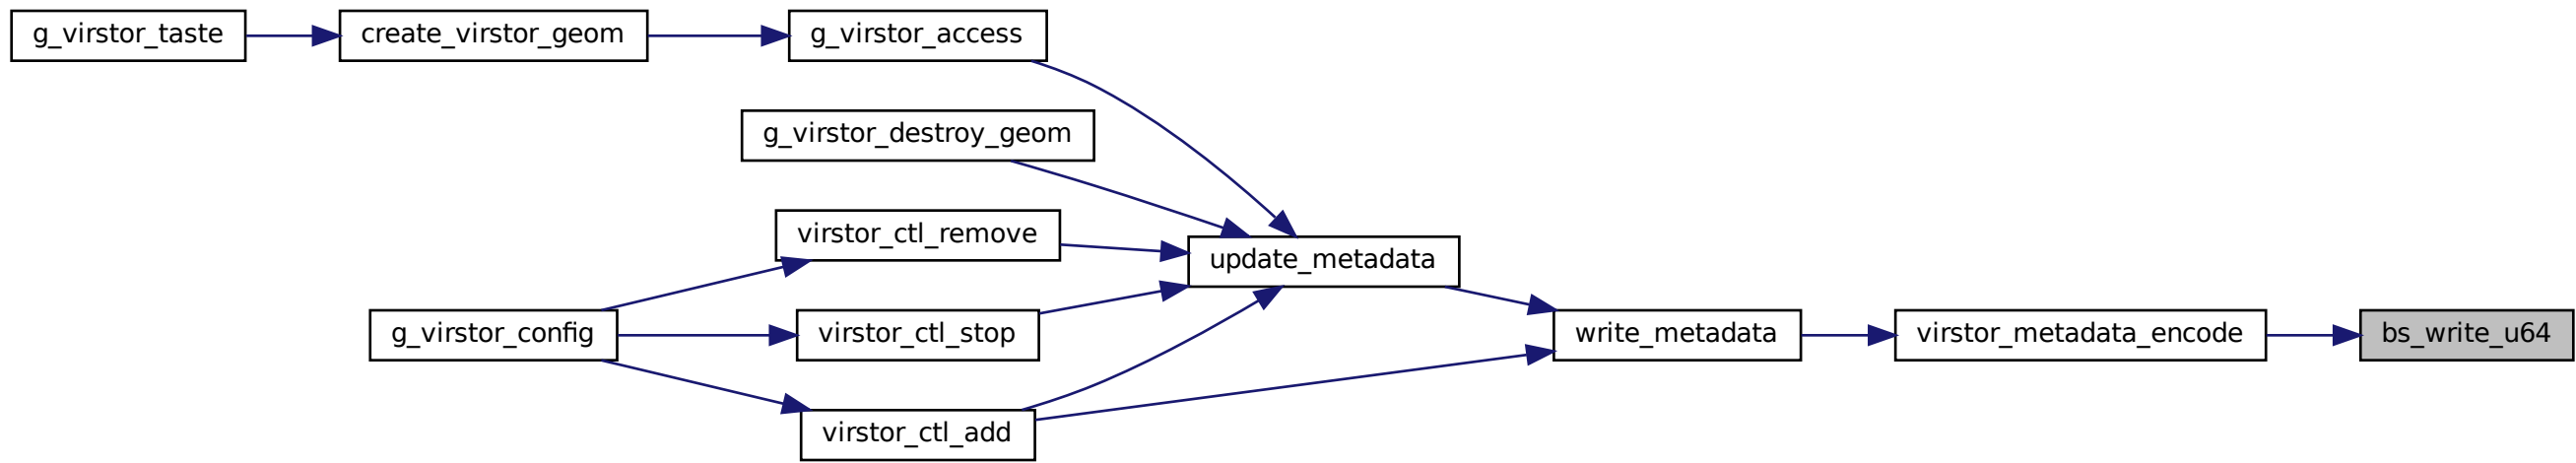 g_virstor_taste
create_virstor_geom
g_virstor_access
g_virstor_destroy_geom
virstor_ctl_remove
update_metadata
g_virstor_config
virstor_ctl_stop
write_metadata
virstor_metadata_encode
bs_write_u64
virstor_ctl_add